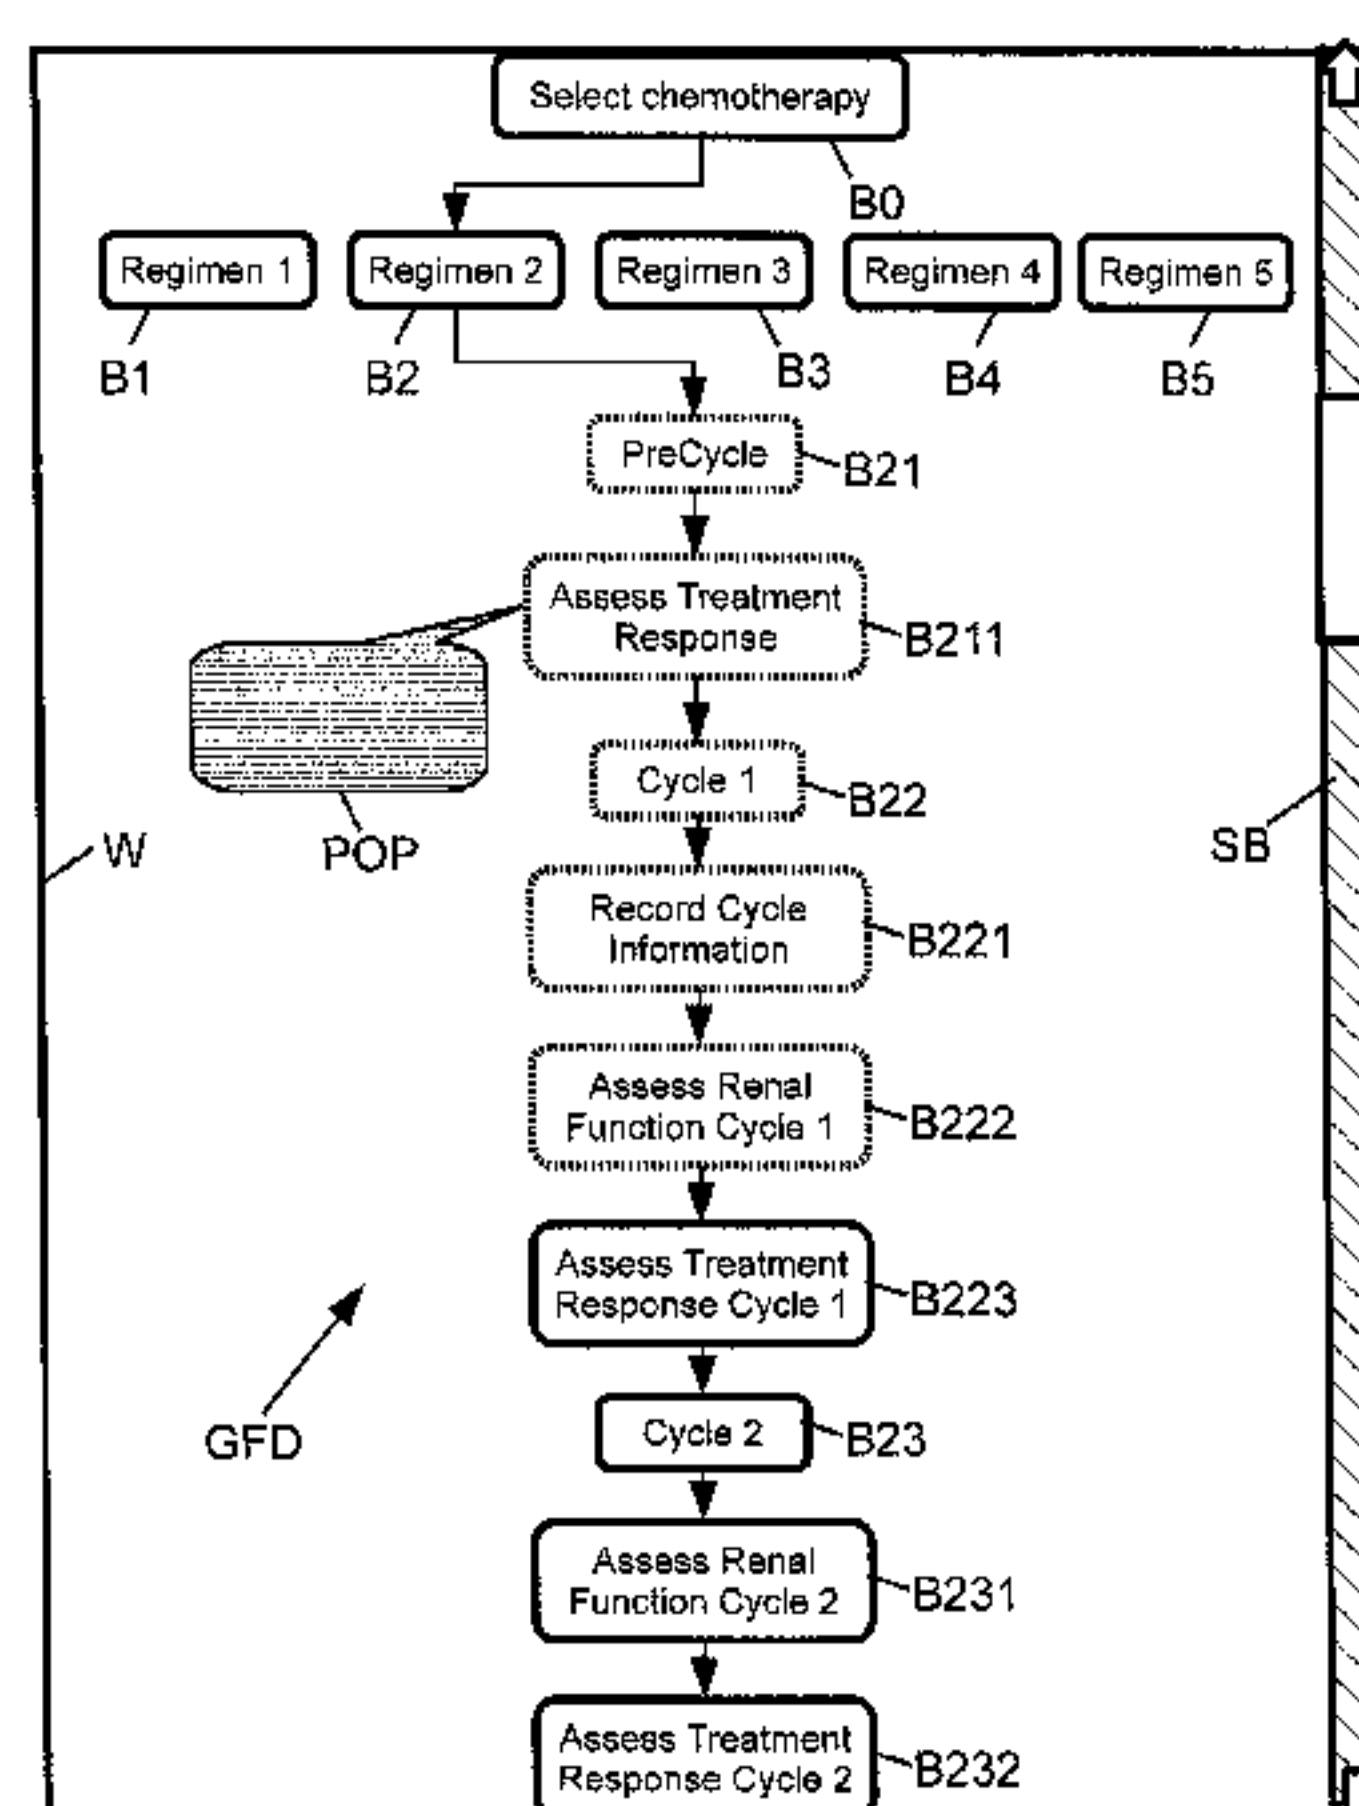 Select chemotherapy
B0
Regimen 1
Regimen 2
Regimen 3
Regimen 4
Regimen 5
B1
B2
B3
B4
B5
PreCycle
B21
Assess Treatment
Response
B211
Cycle 1
B22
W
POP
SB
Record Cycle
Information
B221
Assess Renal
Function Cycle 1
B222
Assess Treatment
Response Cycle 1
B223
GFD
Cycle 2
B23
Assess Renal
Function Cycle 2
B231
Assess Treatment
Response Cycle 2
B232